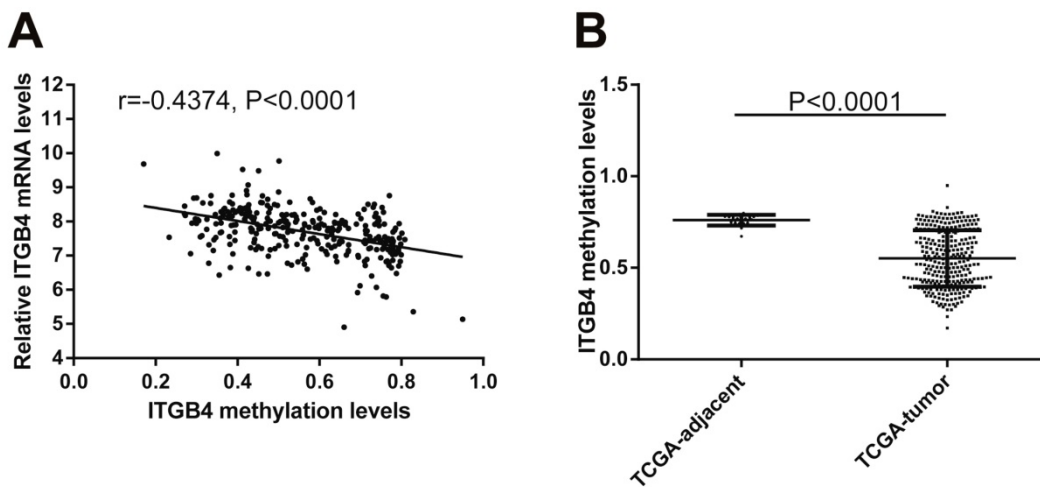 A
r=-0.4374, P<0.0001
Relative ITGB4 mRNA levels
12
11
10
9
8
7
6
5
4
0.0 0.2 0.4 0.6 0.8 1.0
ITGB4 methylation levels
B
P<0.0001
ITGB4 methylation levels
1.5
1.0
0.5
0.0
TCGA-adjacent
TCGA-tumor